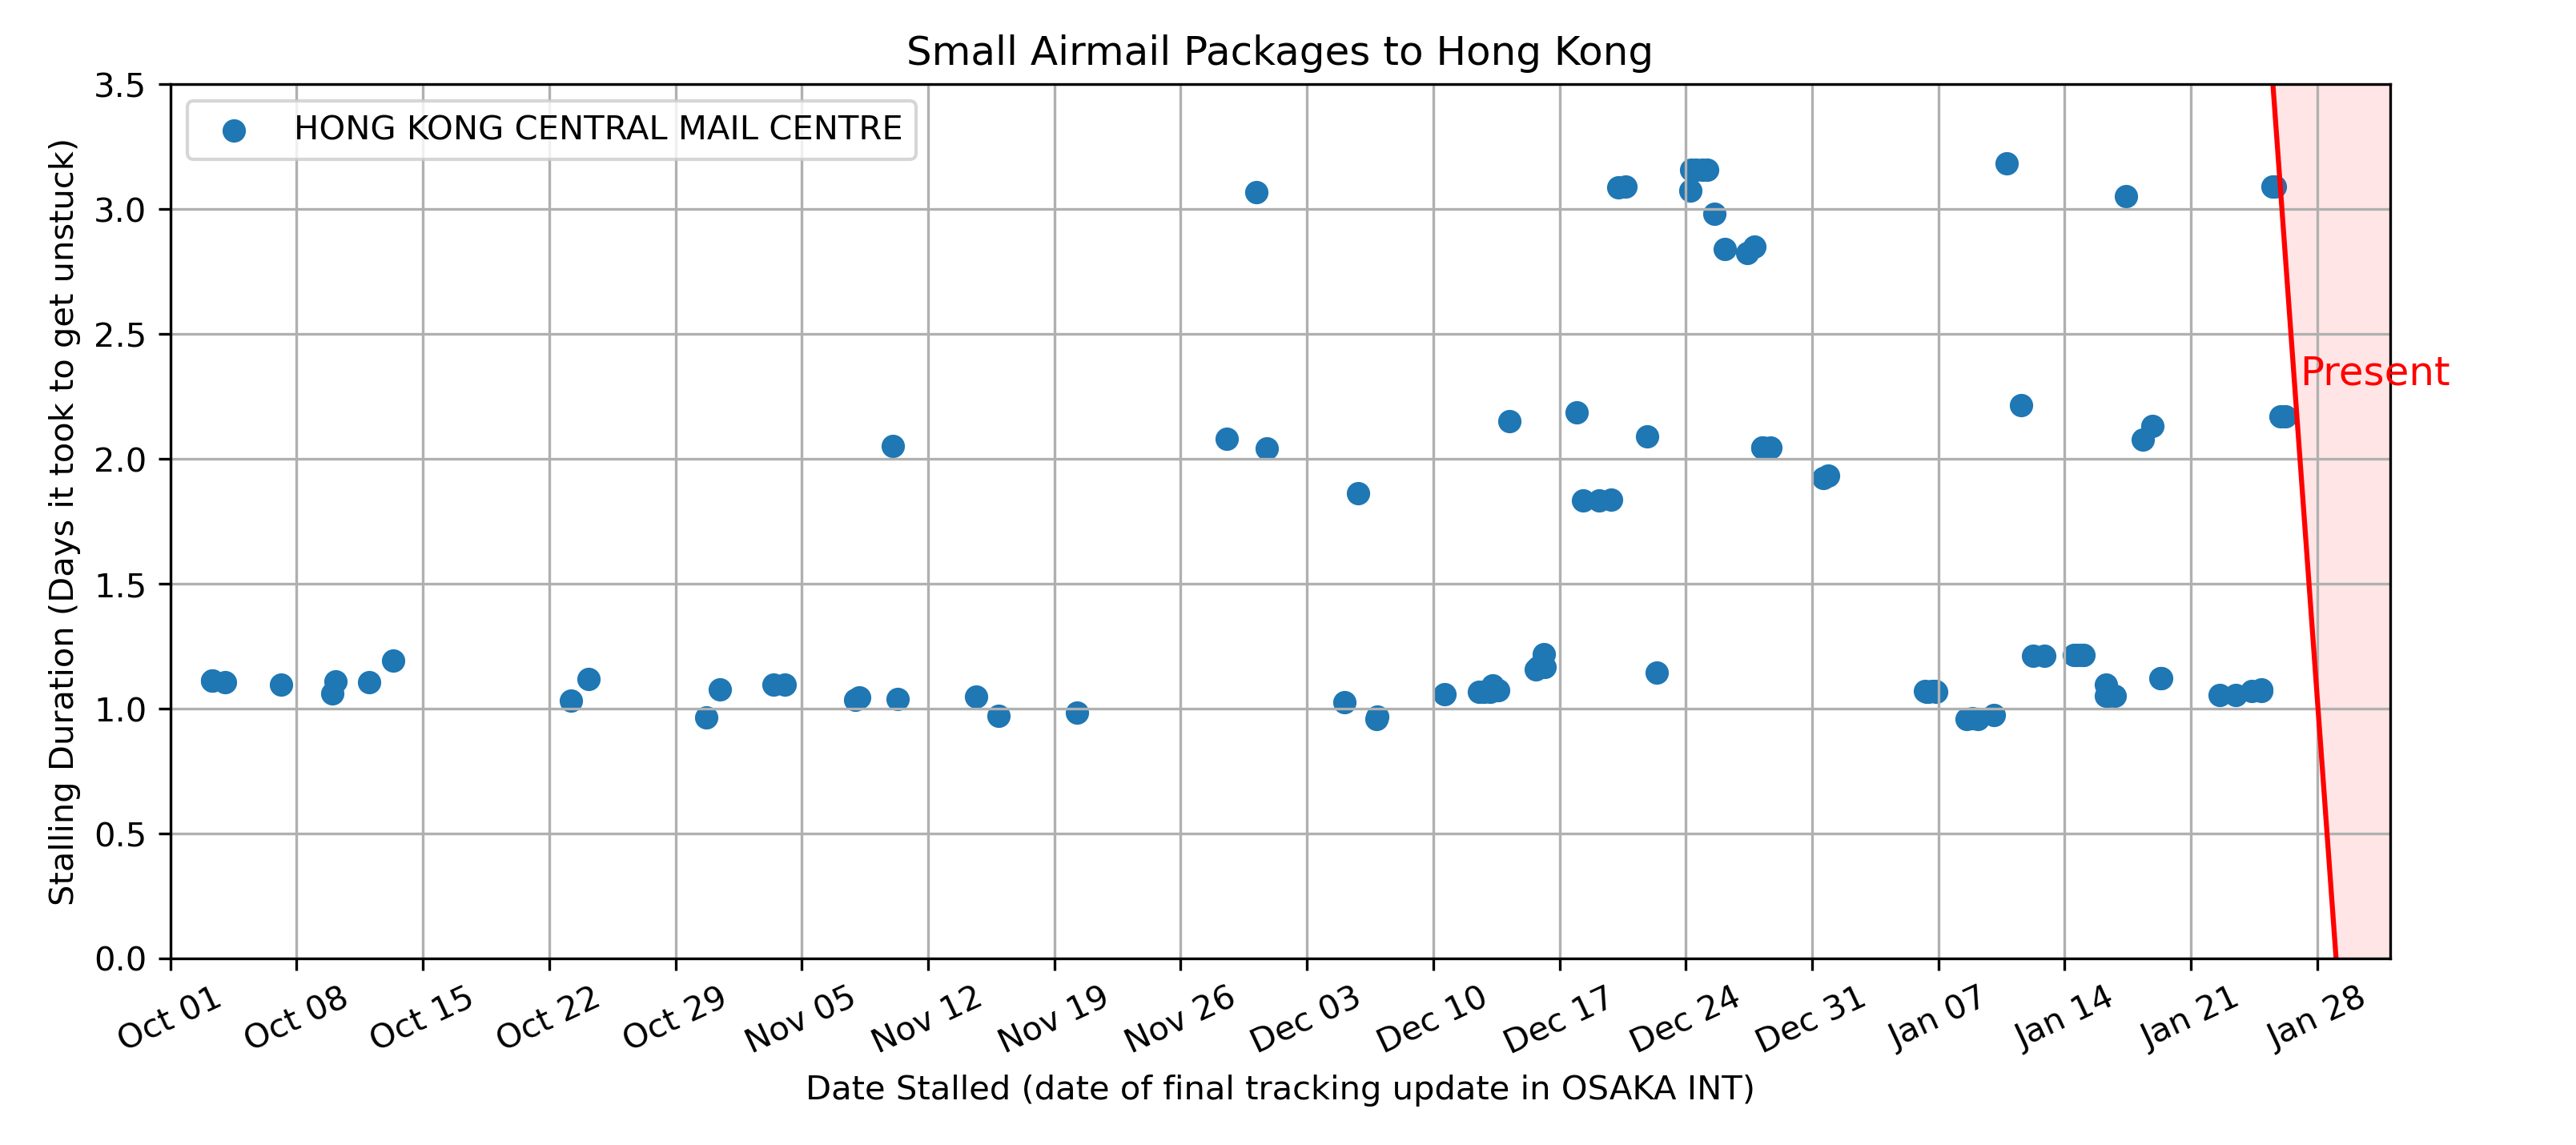 Small Airmail Packages to Hong Kong
HONG KONG CENTRAL MAIL CENTRE
Stalling Duration (Days it took to get unstuck)
3.5
3.0
2.5
2.0
1.5
1.0
0.5
0.0
Present
Oct 01 Oct 08 Oct 15 Oct 22 Oct 29 Nov 05 Nov 12 Nov 19 Nov 26 Dec 03 Dec 10 Dec 17 Dec 24 Dec 31 Jan 07 Jan 14 Jan 21 Jan 28
Date Stalled (date of final tracking update in OSAKA INT)